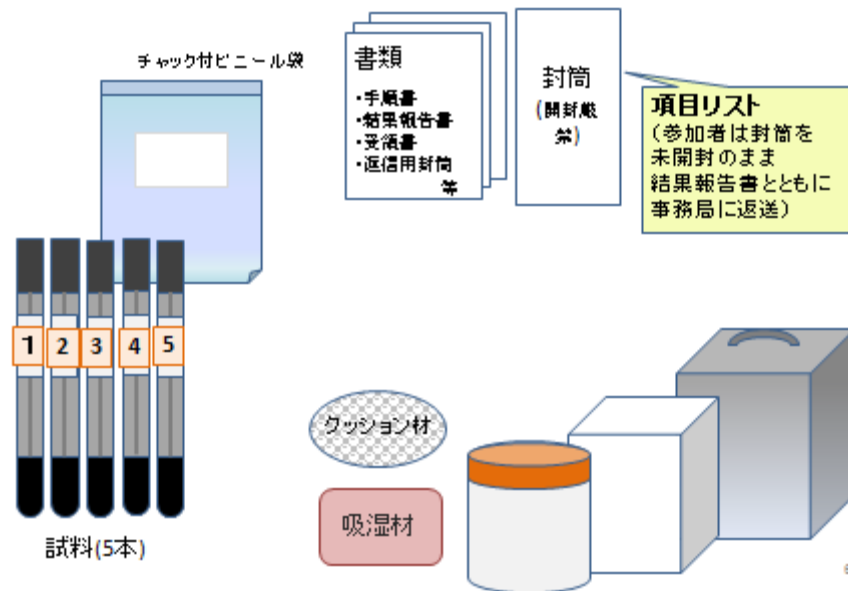 チャック付ビニール袋
書類
・手順書
・結果報告書
・受領書
・返信用封筒
等
封筒
(開封厳
禁)
項目リスト
(参加者は封筒を
未開封のまま
結果報告書とともに
事務局に返送)
1 2 3 4 5
試料(5本)
クッション材
吸湿材